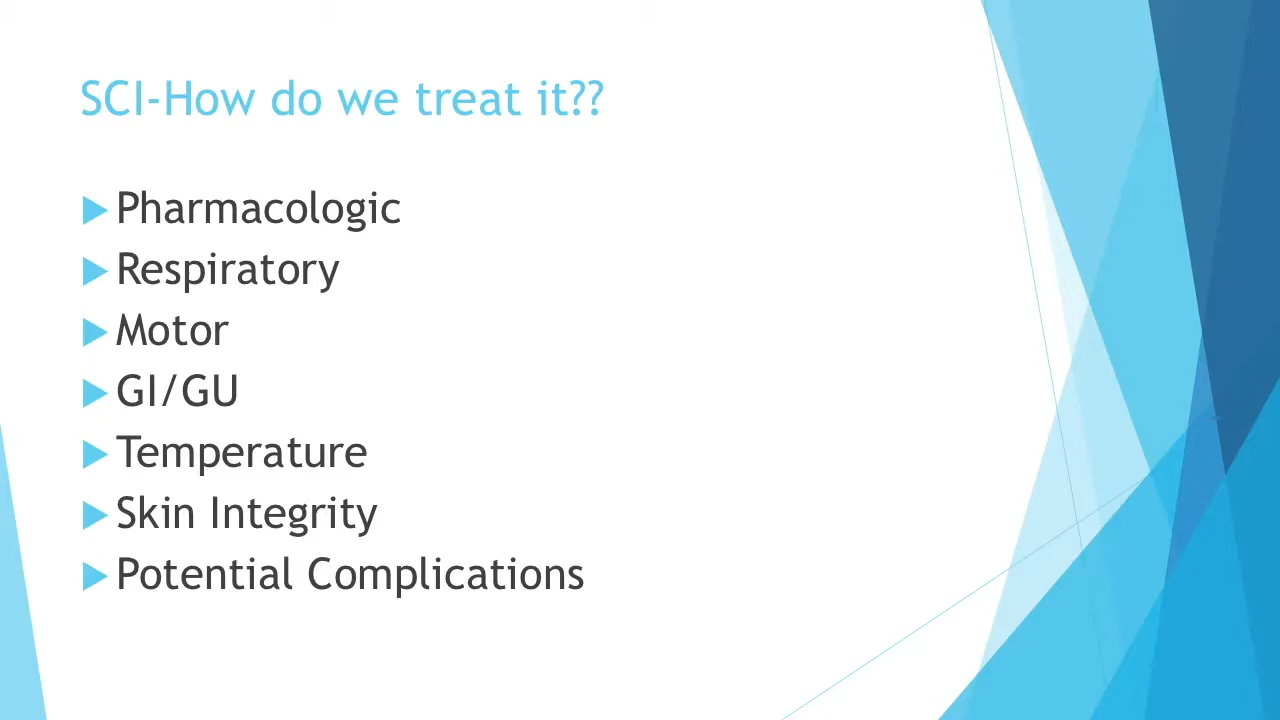 SCI-How do we treat it??
Pharmacologic
Respiratory
Motor
GI/GU
Temperature
Skin Integrity
Potential Complications